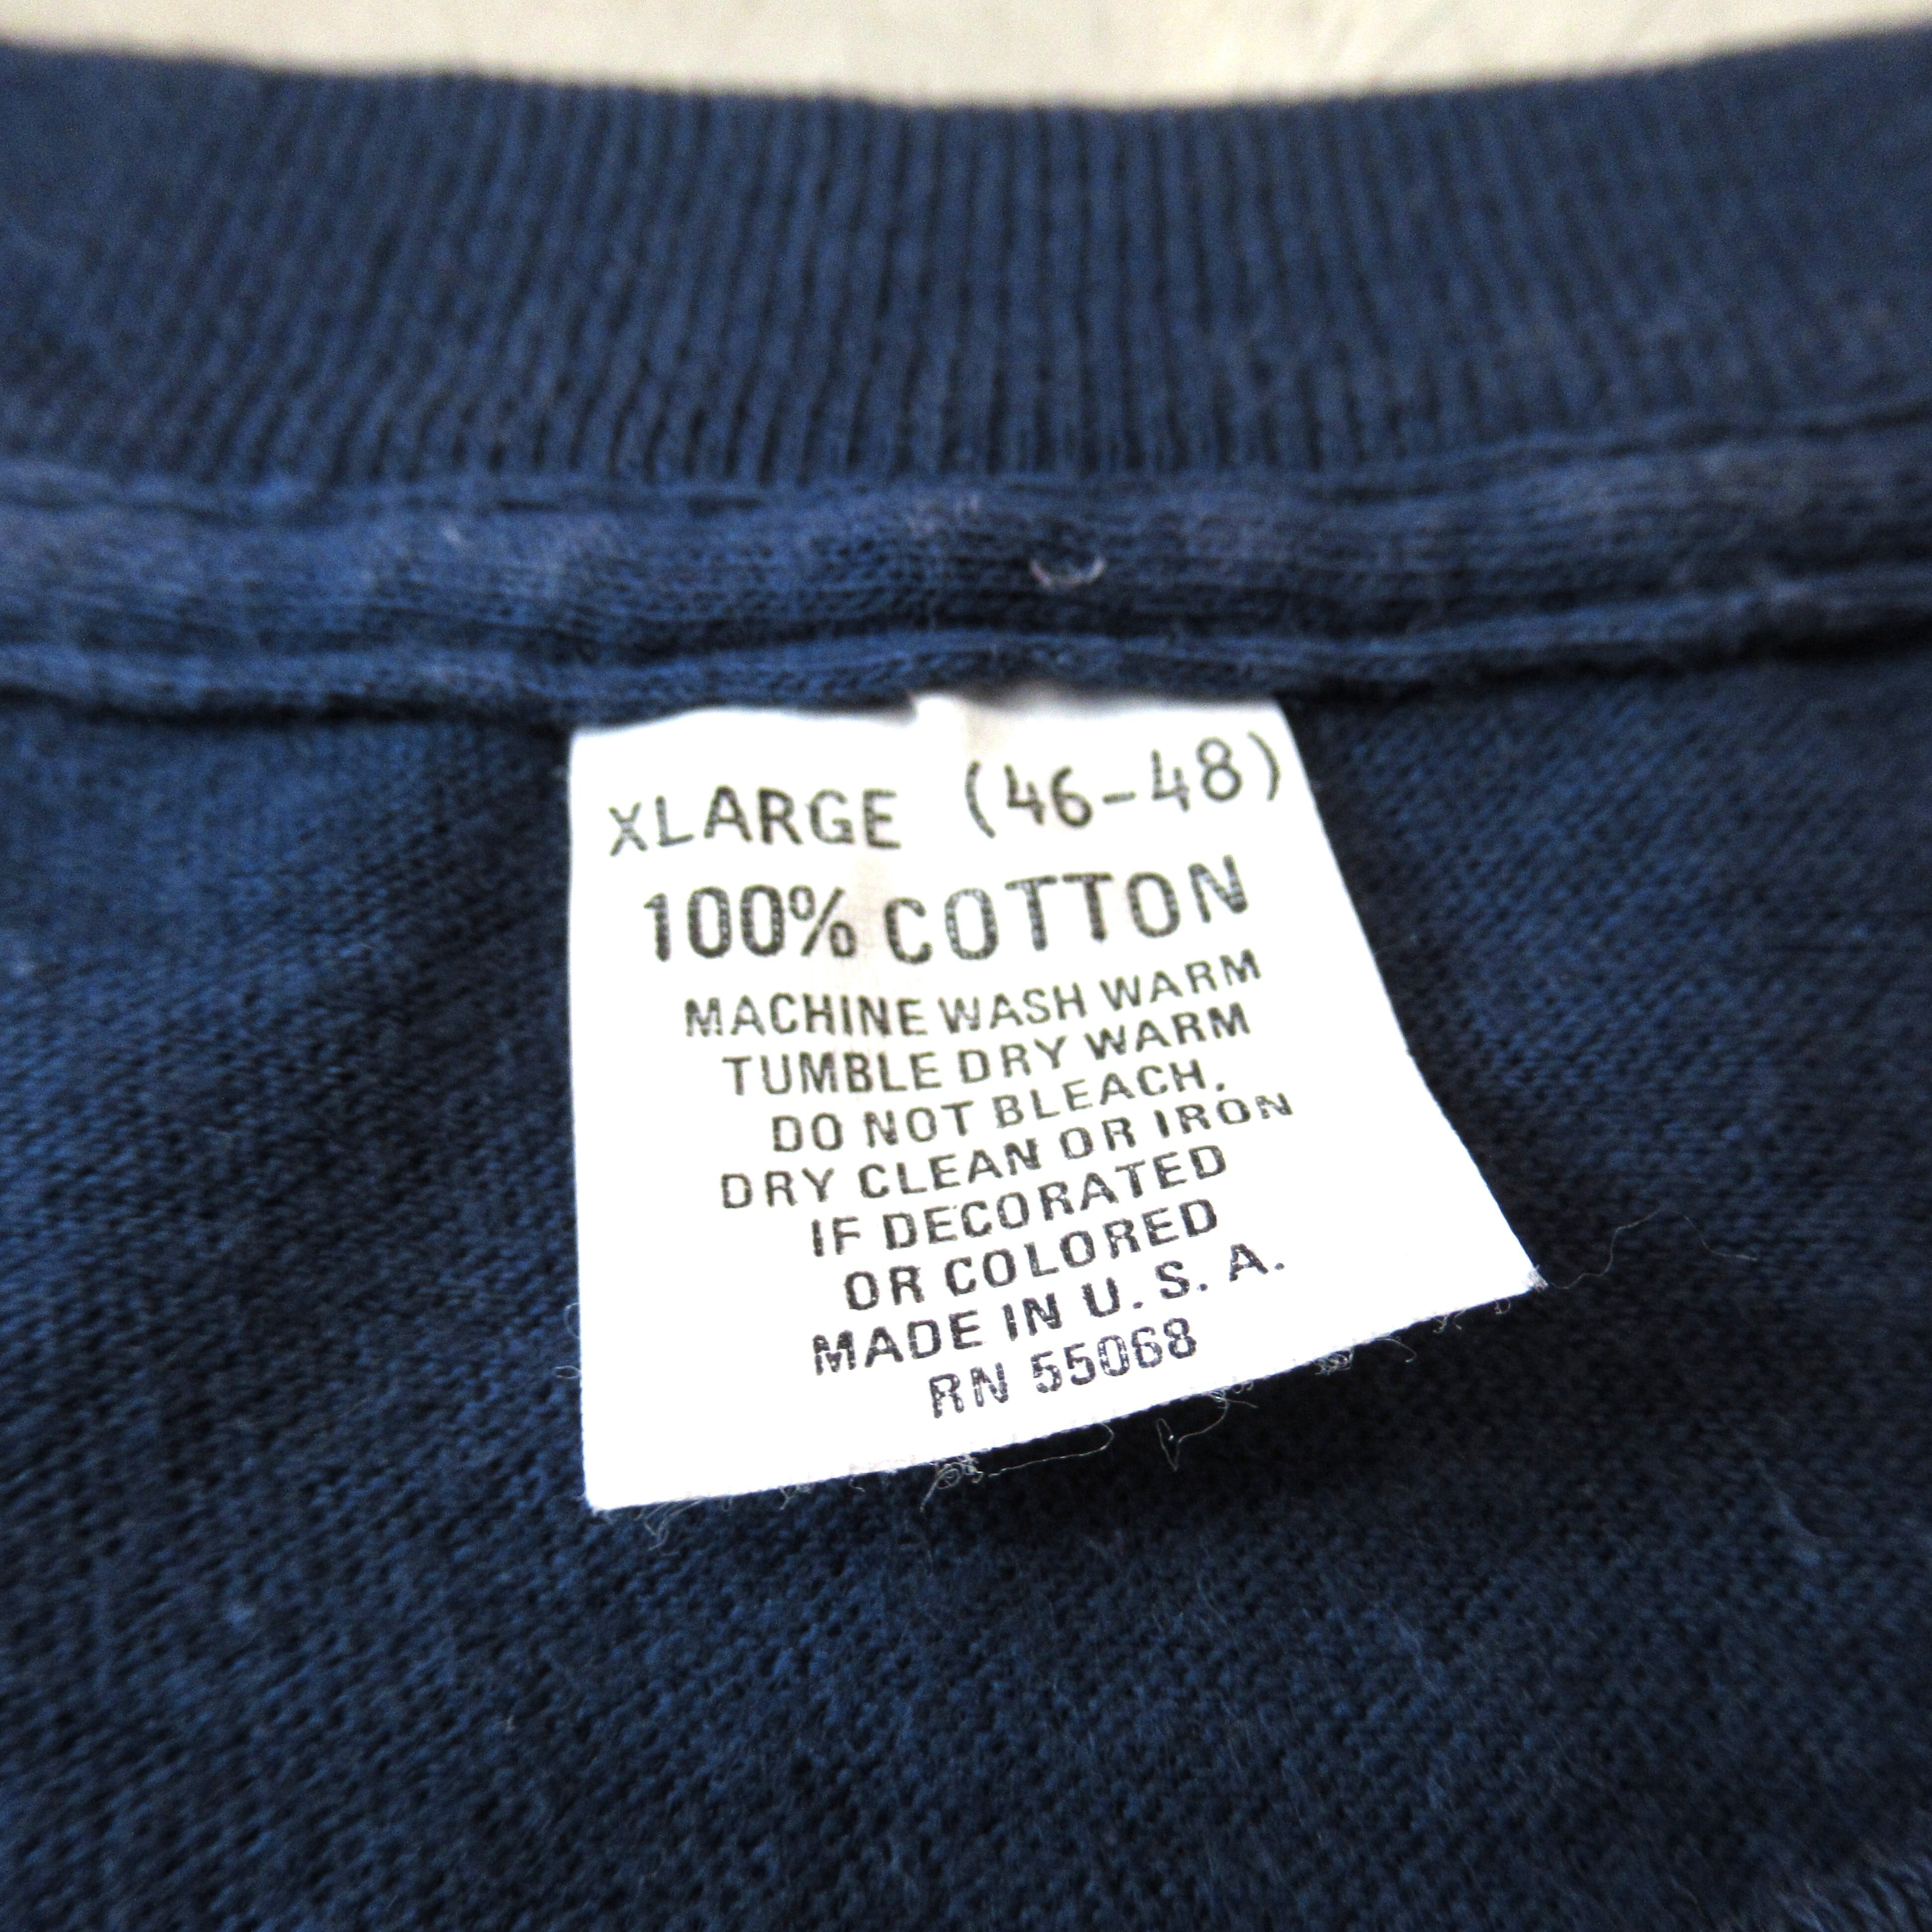 XLARGE (46-48)
100% COTTON
MACHINE WASH WARM
TUMBLE DRY WARM
DO NOT BLEACH.
DRY CLEAN OR IRON
IF DECORATED
OR COLORED
MADE IN U.S.A.
RN 55068